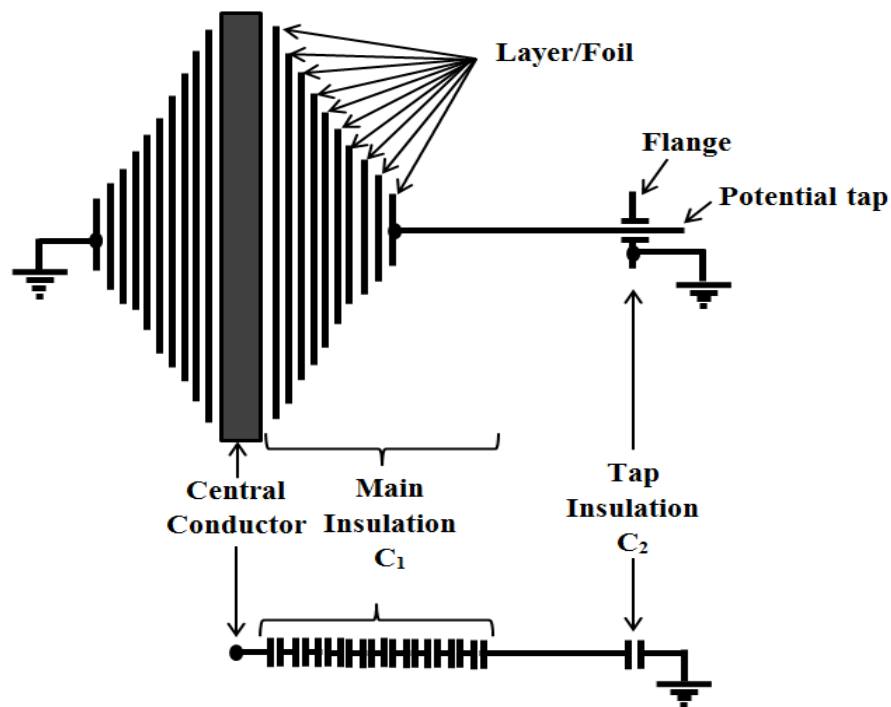 Layer/Foil
Flange
Potential tap
Central
Conductor
Main
Insulation
C₁
Tap
Insulation
C₂